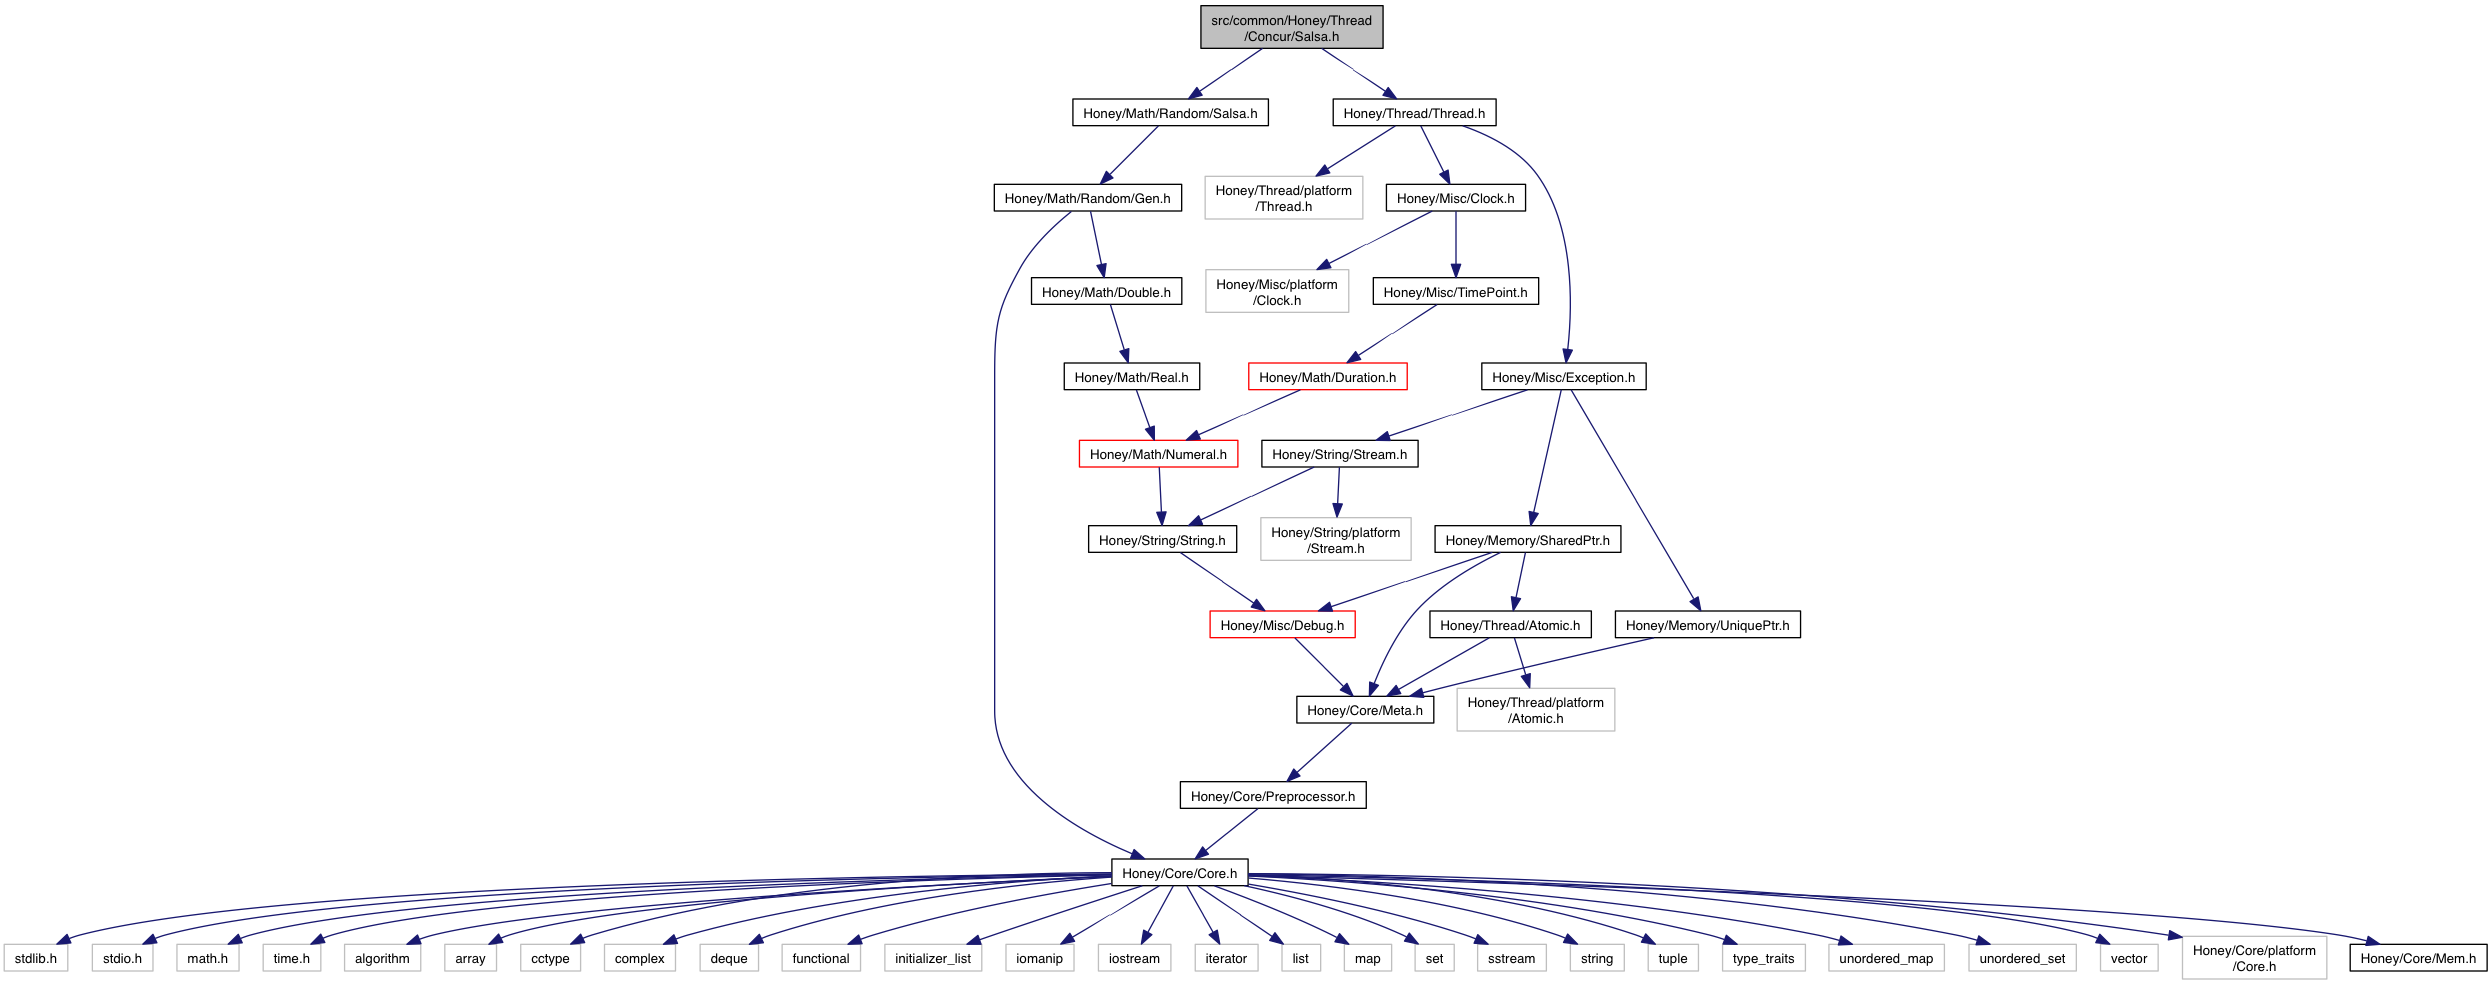 src/common/Honey/Thread
/Concur/Salsa.h
Honey/Math/Random/Salsa.h
Honey/Thread/Thread.h
Honey/Math/Random/Gen.h
Honey/Thread/platform
/Thread.h
Honey/Misc/Clock.h
Honey/Math/Double.h
Honey/Misc/platform
/Clock.h
Honey/Misc/TimePoint.h
Honey/Math/Real.h
Honey/Math/Duration.h
Honey/Misc/Exception.h
Honey/Math/Numeral.h
Honey/String/Stream.h
Honey/String/String.h
Honey/String/platform
/Stream.h
Honey/Memory/SharedPtr.h
Honey/Misc/Debug.h
Honey/Thread/Atomic.h
Honey/Memory/UniquePtr.h
Honey/Core/Meta.h
Honey/Thread/platform
/Atomic.h
Honey/Core/Preprocessor.h
Honey/Core/Core.h
stdlib.h
stdio.h
math.h
time.h
algorithm
array
cctype
complex
deque
functional
initializer_list
iomanip
iostream
iterator
list
map
set
sstream
string
tuple
type_traits
unordered_map
unordered_set
vector
Honey/Core/platform
/Core.h
Honey/Core/Mem.h